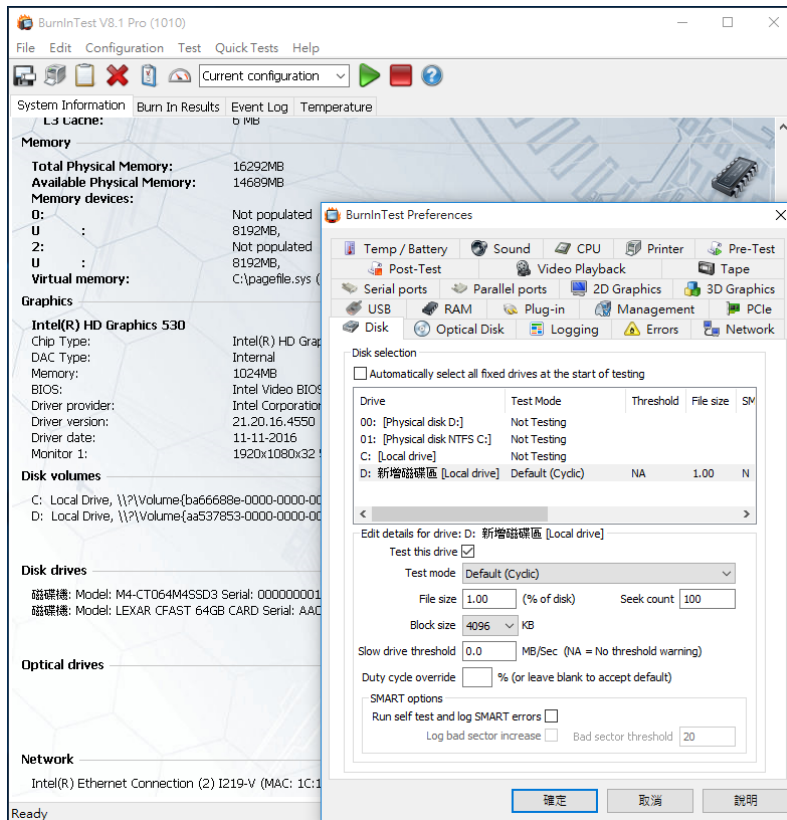 BurnInTest V8.1 Pro (1010)
File Edit Configuration Test Quick Tests Help
Current configuration
System Information Burn In Results Event Log Temperature
L3 Cache: 6 MB
Memory
Total Physical Memory: 16292MB
Available Physical Memory: 14689MB
Memory devices:
0: Not populated
U : 8192MB,
2: Not populated
U : 8192MB,
Virtual memory: C:\pagefile.sys (
Graphics
Intel(R) HD Graphics 530
Chip Type: Intel(R) HD Grap
DAC Type: Internal
Memory: 1024MB
BIOS: Intel Video BIOS
Driver provider: Intel Corporation
Driver version: 21.20.16.4550
Driver date: 11-11-2016
Monitor 1: 1920x1080x32
Disk volumes
C: Local Drive, \\?\Volume{ba66688e-0000-0000-00
D: Local Drive, \\?\Volume{aa537853-0000-0000-00
Disk drives
磁碟機: Model: M4-CT064M4SSD3 Serial: 000000001
磁碟機: Model: LEXAR CFAST 64GB CARD Serial: AAC
Optical drives
Network
Intel(R) Ethernet Connection (2) I219-V (MAC: 1C:1
Ready
BurnInTest Preferences
Temp / Battery Sound CPU Printer Pre-Test
Post-Test Video Playback Tape
Serial ports Parallel ports 2D Graphics 3D Graphics
USB RAM Plug-in Management PCIe
Disk Optical Disk Logging Errors Network
Disk selection
Automatically select all fixed drives at the start of testing
Drive Test Mode Threshold File size SM
00: [Physical disk D:] Not Testing
01: [Physical disk NTFS C:] Not Testing
C: [Local drive] Not Testing
D: 新增磁碟區 [Local drive] Default (Cyclic) NA 1.00 N
Edit details for drive: D: 新增磁碟區 [Local drive]
Test this drive
Test mode Default (Cyclic)
File size 1.00 (% of disk) Seek count 100
Block size 4096 KB
Slow drive threshold 0.0 MB/Sec (NA = No threshold warning)
Duty cycle override % (or leave blank to accept default)
SMART options
Run self test and log SMART errors
Log bad sector increase Bad sector threshold 20
確定 取消 說明